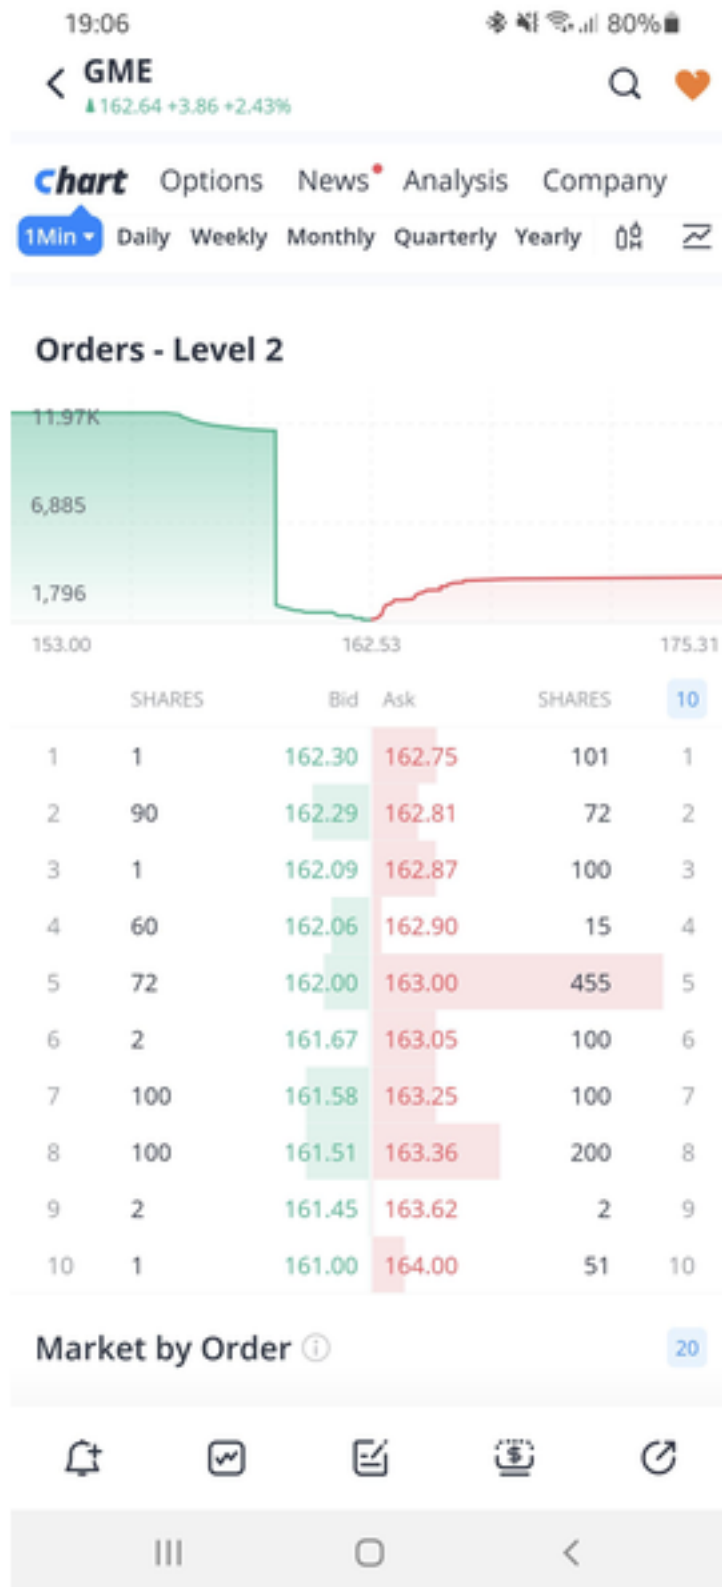 19:06 80%
GME
162.64 +3.86 +2.43%
Chart Options News Analysis Company
1Min Daily Weekly Monthly Quarterly Yearly
Orders - Level 2
11.97K
6,885
1,796
153.00 162.53 175.31
SHARES Bid Ask SHARES 10
1 1 162.30 162.75 101 1
2 90 162.29 162.81 72 2
3 1 162.09 162.87 100 3
4 60 162.06 162.90 15 4
5 72 162.00 163.00 455 5
6 2 161.67 163.05 100 6
7 100 161.58 163.25 100 7
8 100 161.51 163.36 200 8
9 2 161.45 163.62 2 9
10 1 161.00 164.00 51 10
Market by Order 20